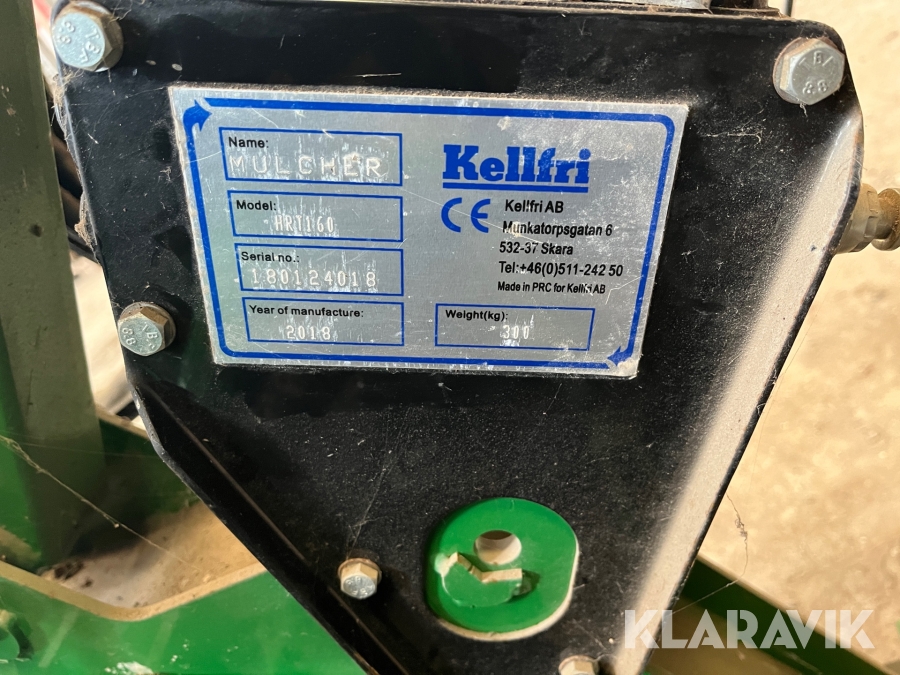 Name:
MULCHER
Model:
HRT160
Serial no.:
180124018
Year of manufacture:
2018
Kellfri
CE
Kellfri AB
Munkatorpsgatan 6
532-37 Skara
Tel:+46(0)511-242 50
Made in PRC for Kellfri AB
Weight(kg):
300
8.8
8.8
8.8
KLARAVIK